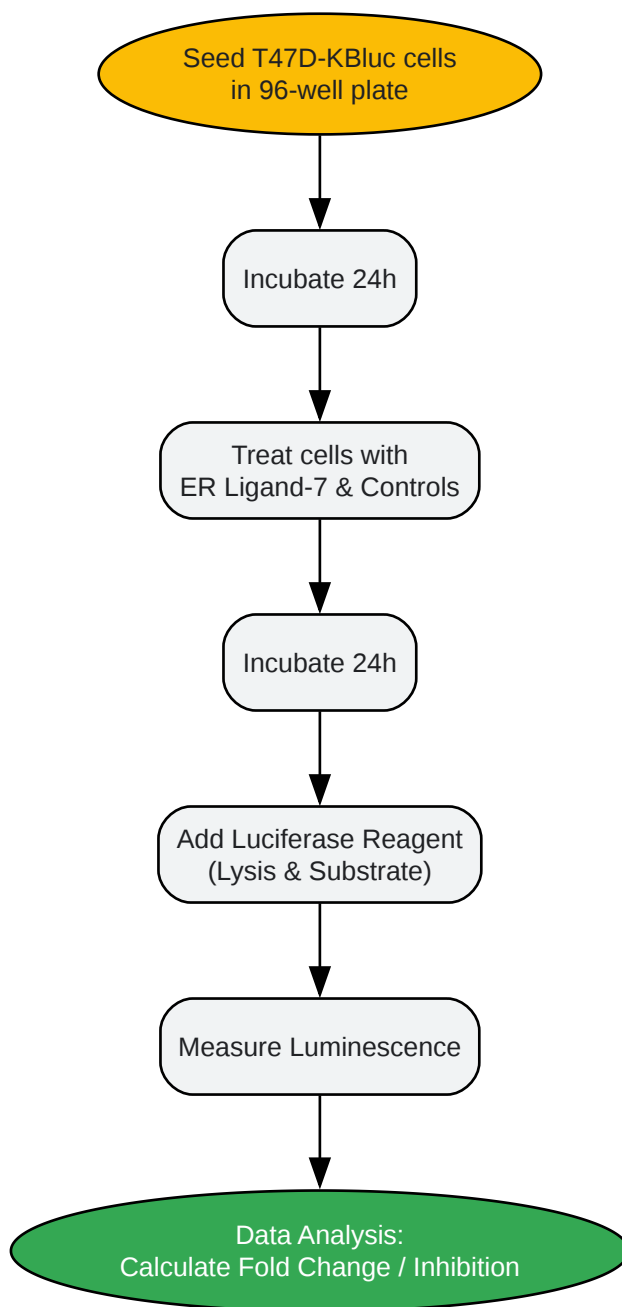 Seed T47D-KBluc cells
in 96-well plate
Incubate 24h
Treat cells with
ER Ligand-7 & Controls
Incubate 24h
Add Luciferase Reagent
(Lysis & Substrate)
Measure Luminescence
Data Analysis:
Calculate Fold Change / Inhibition